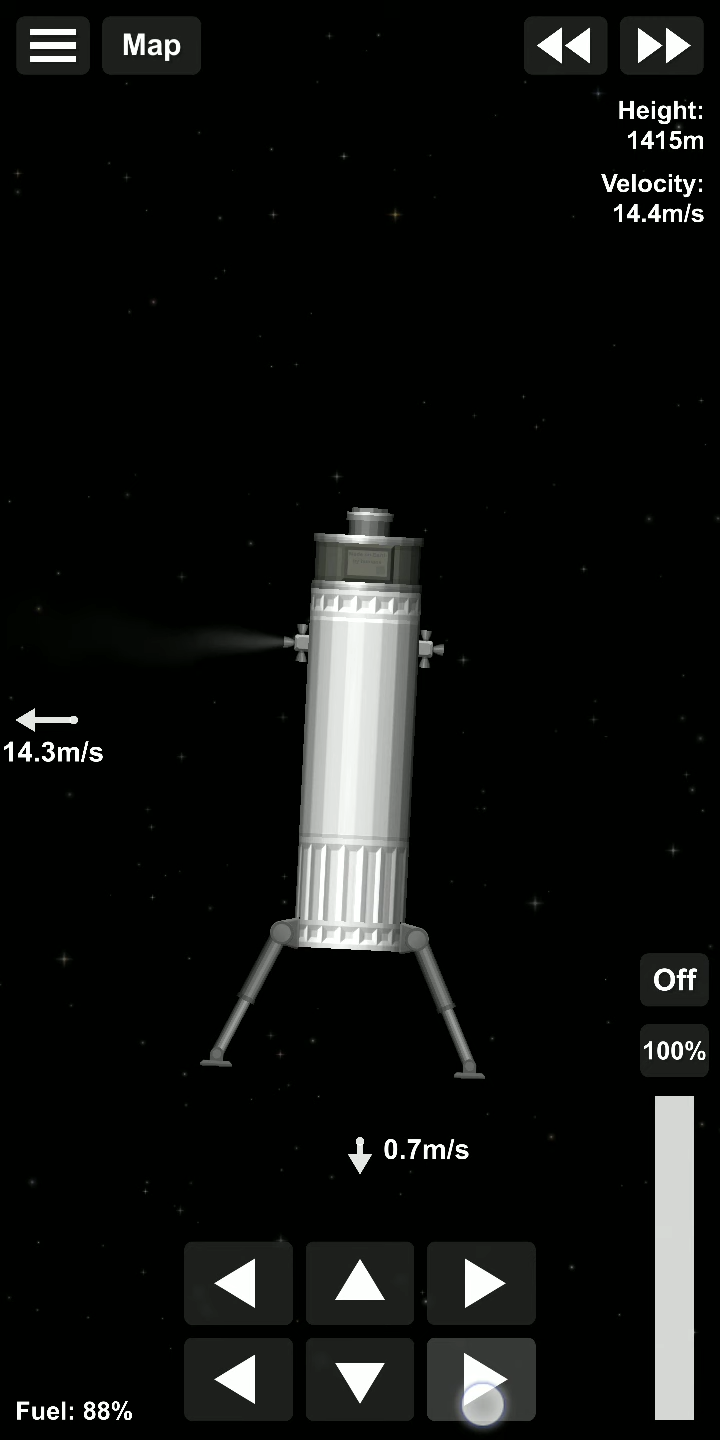 Map
Height:
1415m
Velocity:
14.4m/s
14.3m/s
Off
100%
0.7m/s
Fuel: 88%